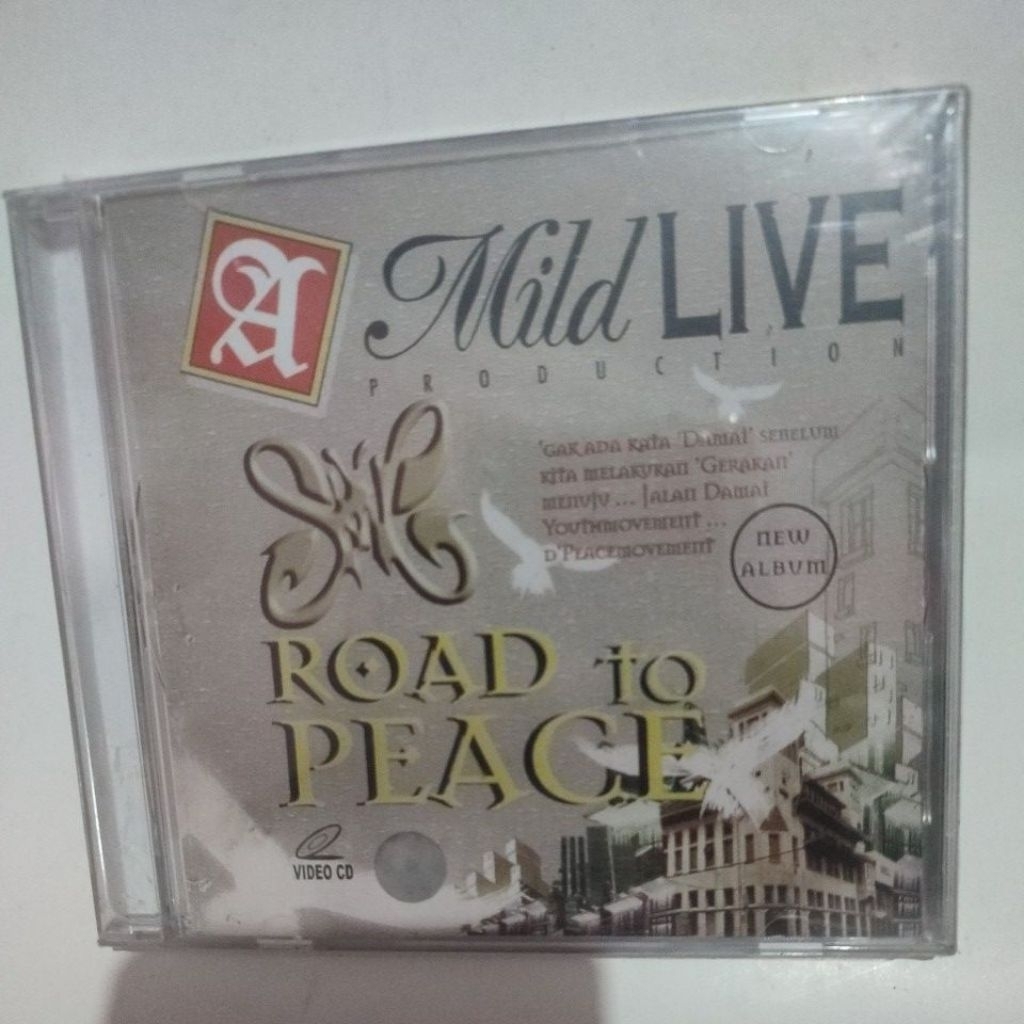 A Mild LIVE
PRODUCTION
'GAK ADA KATA 'DAMAI' SEBELUM
KITA MELAKUKAN 'GERAKAN'
MENUJU ... JALAN DAMAI
YOUTHMOVEMENT ...
D'PEACEMOVEMENT
NEW
ALBUM
ROAD TO
PEACE
VIDEO CD